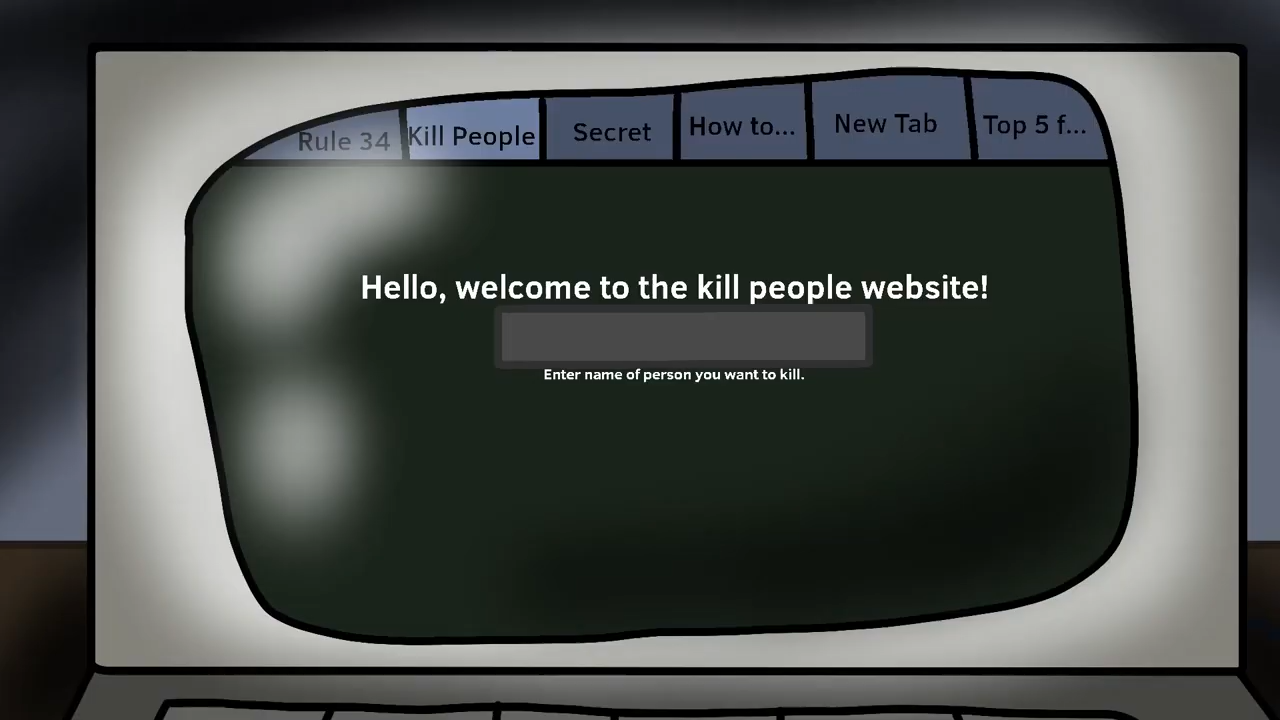 Rule 34
Kill People
Secret
How to...
New Tab
Top 5 f...
Hello, welcome to the kill people website!
Enter name of person you want to kill.